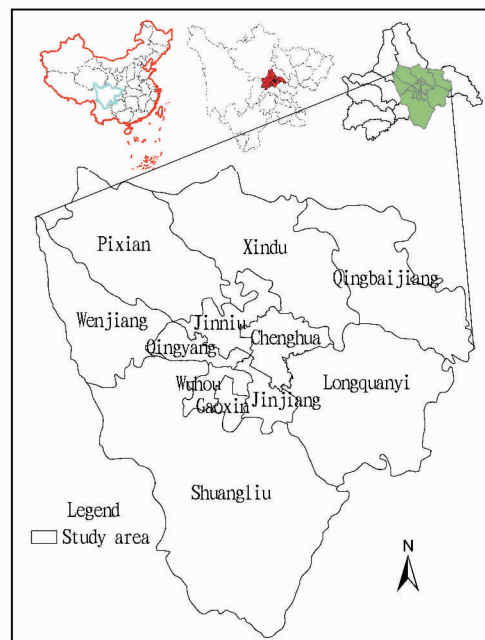 Pixian
Xindu
Qingbaijiang
Wenjiang
Jinniu
Chenghua
Qingyang
Wuhou
Longquanyi
Gaoxin
Jinjiang
Shuangliu
Legend
Study area
N